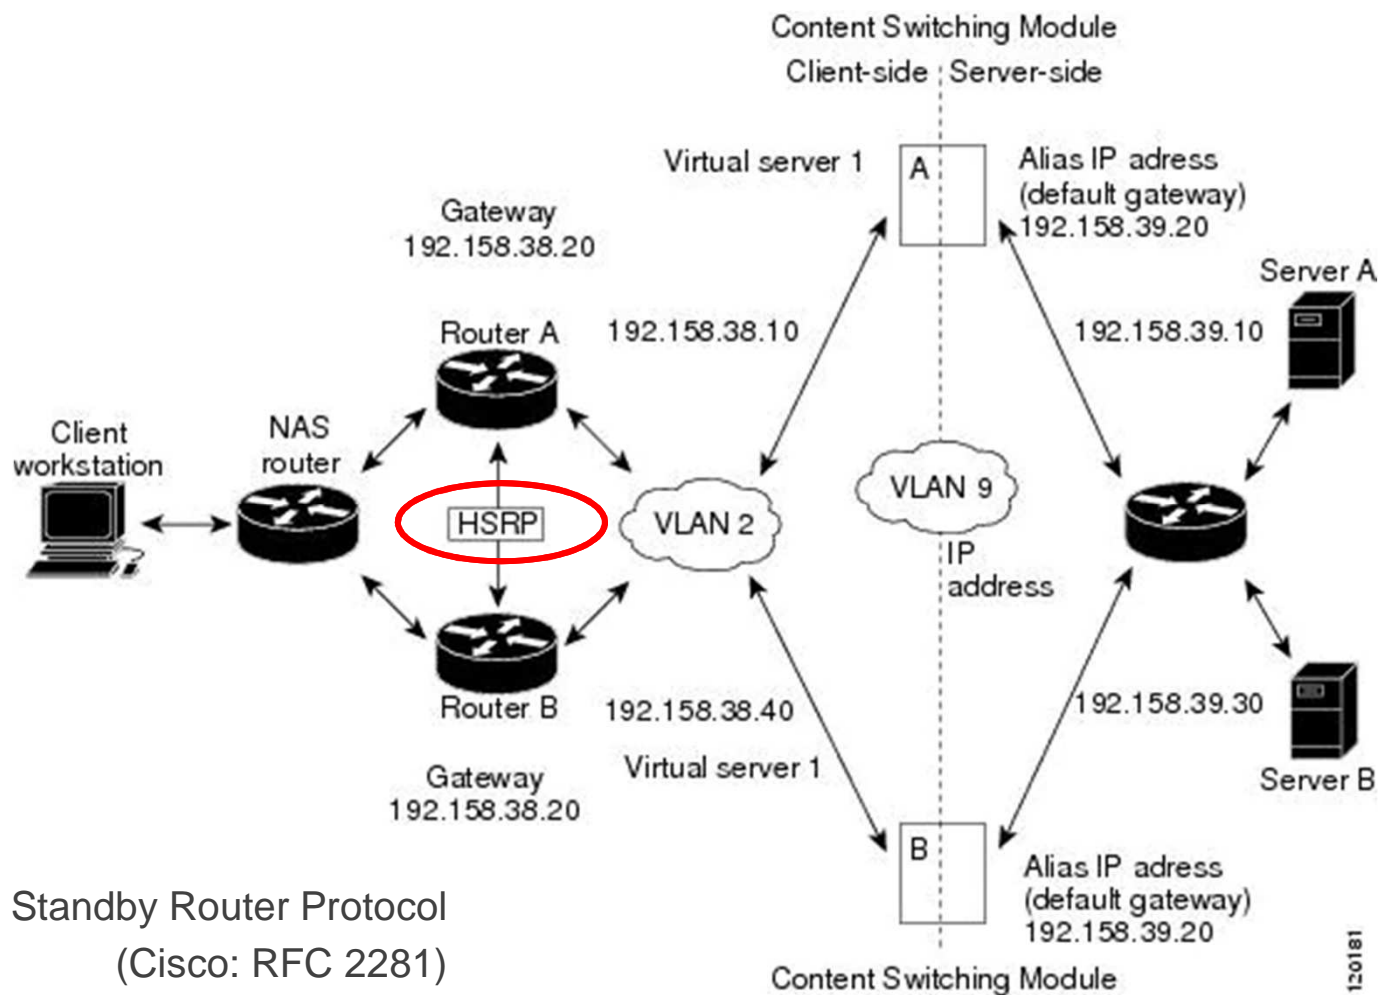 Content Switching Module
Client-side
Server-side
Virtual server 1
A
Alias IP adress
(default gateway)
192.158.39.20
Gateway
192.158.38.20
Server A
Router A
192.158.38.10
192.158.39.10
Client
workstation
NAS
router
HSRP
VLAN 2
VLAN 9
IP
address
Router B
192.158.38.40
192.158.39.30
Gateway
192.158.38.20
Virtual server 1
Server B
B
Alias IP adress
(default gateway)
192.158.39.20
Standby Router Protocol
(Cisco: RFC 2281)
Content Switching Module
120181